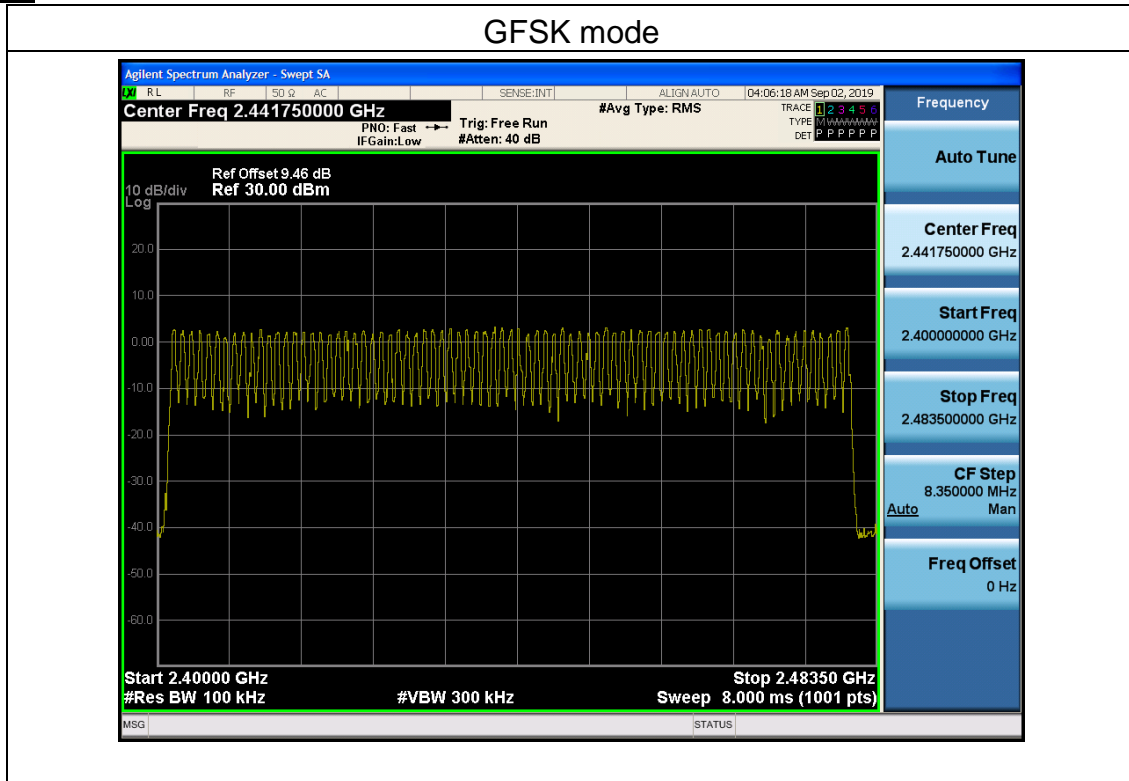 GFSK mode
Agilent Spectrum Analyzer - Swept SA
LXI RL RF 50 Ω AC SENSE:INT ALIGN AUTO 04:06:18 AM Sep 02, 2019
Center Freq 2.441750000 GHz #Avg Type: RMS TRACE 1 2 3 4 5 6
PNO: Fast Trig: Free Run TYPE M WWWWW
IFGain:Low #Atten: 40 dB DET P P P P P P
Ref Offset 9.46 dB
10 dB/div Ref 30.00 dBm
Log
20.0
10.0
0.00
-10.0
-20.0
-30.0
-40.0
-50.0
-60.0
Start 2.40000 GHz Stop 2.48350 GHz
#Res BW 100 kHz #VBW 300 kHz Sweep 8.000 ms (1001 pts)
MSG STATUS
Frequency
Auto Tune
Center Freq
2.441750000 GHz
Start Freq
2.400000000 GHz
Stop Freq
2.483500000 GHz
CF Step
8.350000 MHz
Auto Man
Freq Offset
0 Hz